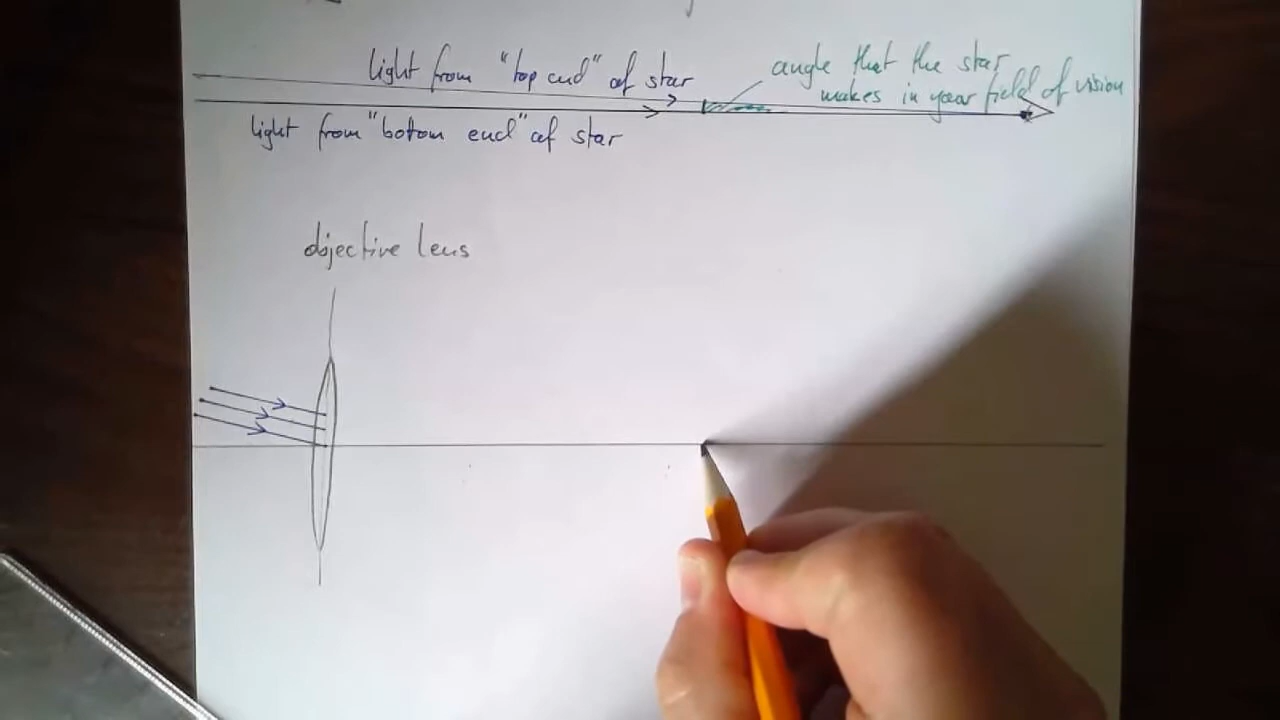 light from "top end" of star
angle that the star
makes in your field of vision
light from "bottom end" of star
objective lens